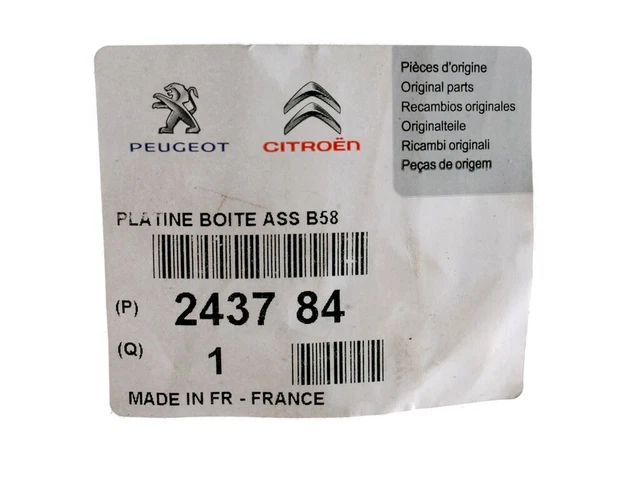 PEUGEOT
CITROËN
Pièces d'origine
Original parts
Recambios originales
Originalteile
Ricambi originali
Peças de origem
PLATINE BOITE ASS B58
(P) 2437 84
(Q) 1
MADE IN FR - FRANCE